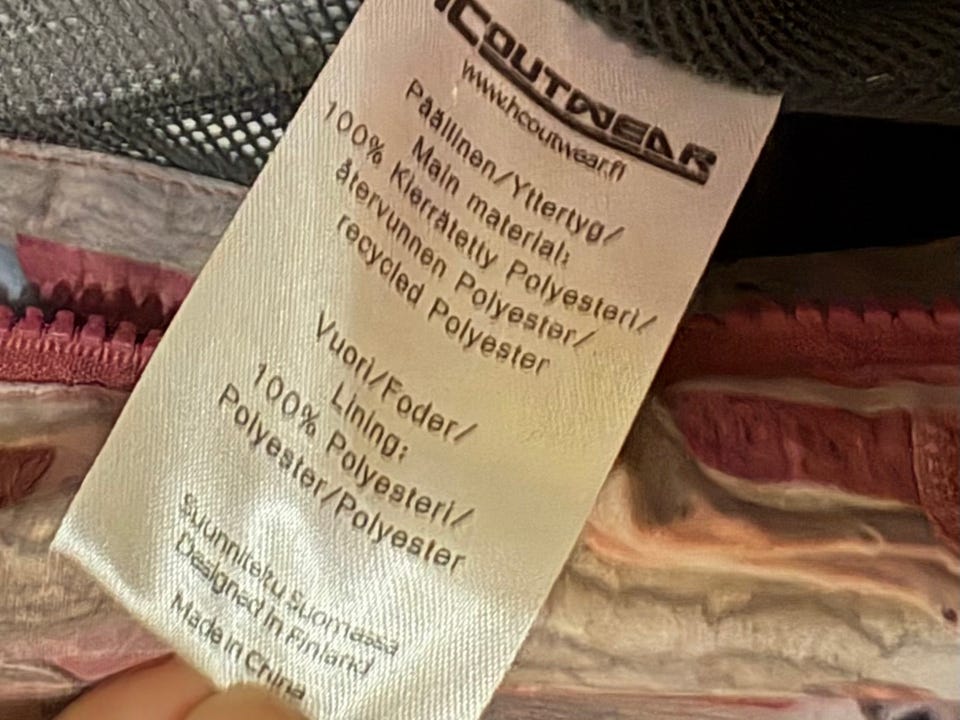 HCOUTWEAR
www.hcoutwear.fi
Päällinen/Yttertyg/
Main material:
100% Kierrätetty Polyesteri/
återvunnen Polyester/
recycled Polyester
Vuori/Foder/
Lining:
100% Polyesteri/
Polyester/Polyester
Suunniteltu Suomessa
Designed in Finland
Made in China